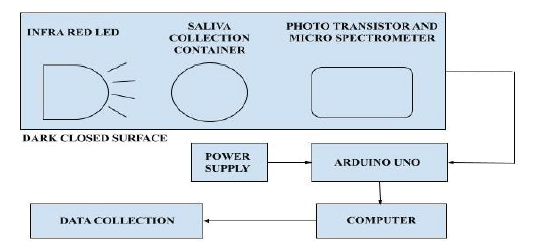 INFRA RED LED
SALIVA
COLLECTION
CONTAINER
PHOTO TRANSISTOR AND
MICRO SPECTROMETER
DARK CLOSED SURFACE
POWER
SUPPLY
ARDUINO UNO
DATA COLLECTION
COMPUTER